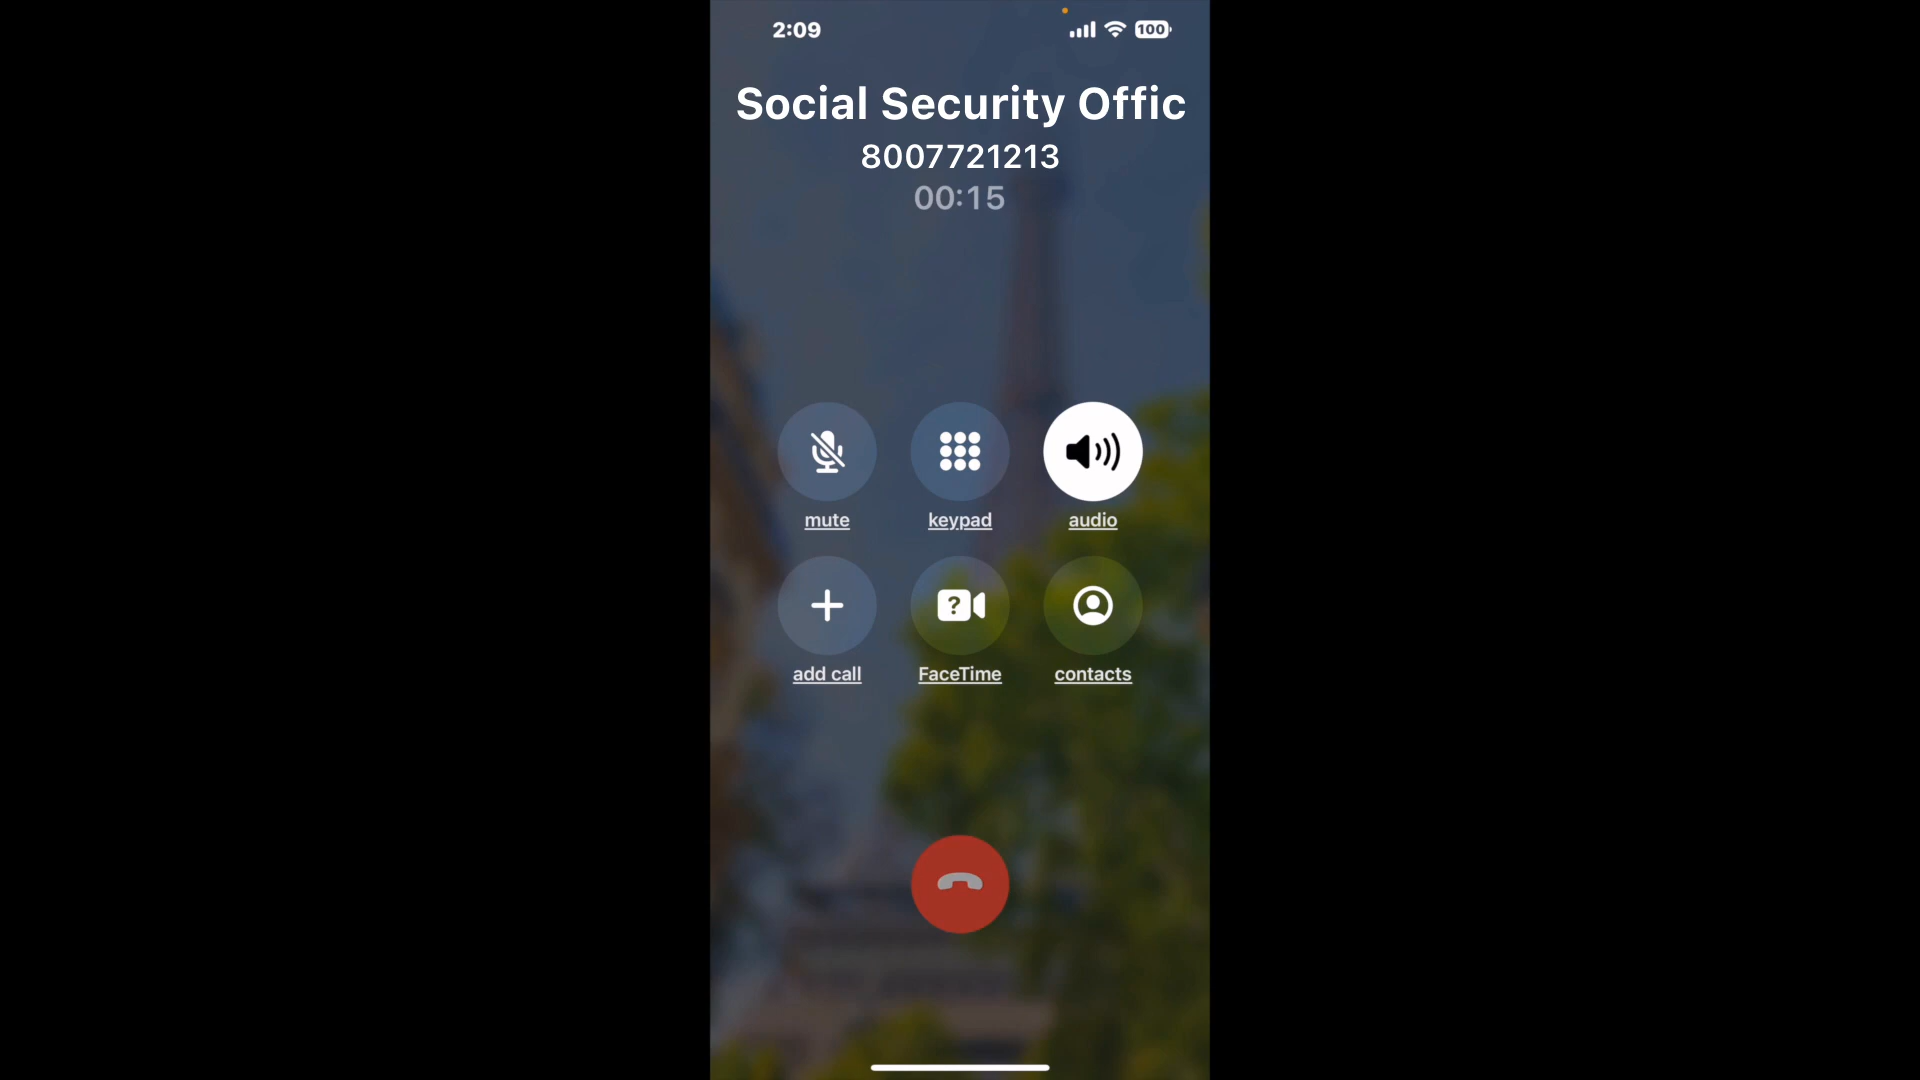 2:09
100
Social Security Offic
8007721213
00:15
mute
keypad
audio
add call
?
FaceTime
contacts